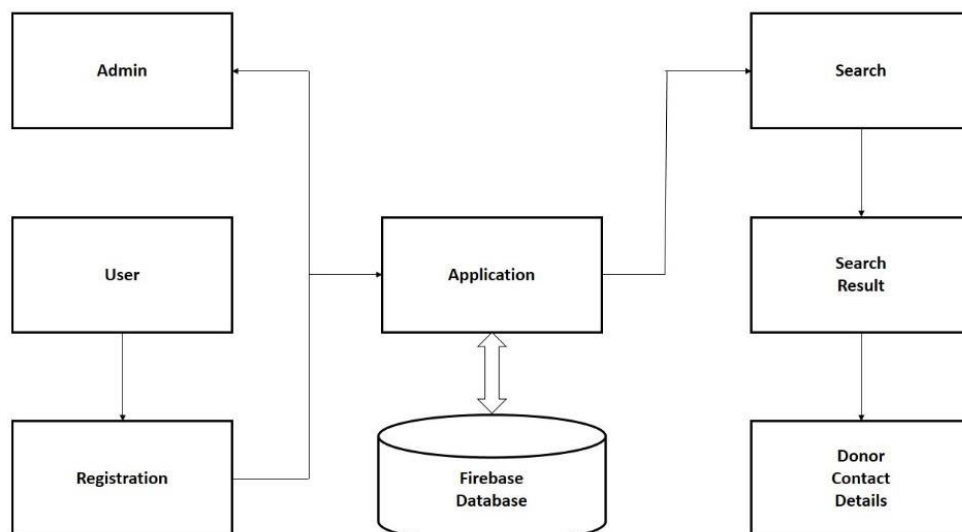 Admin
Search
User
Application
Search
Result
Registration
Firebase
Database
Donor
Contact
Details